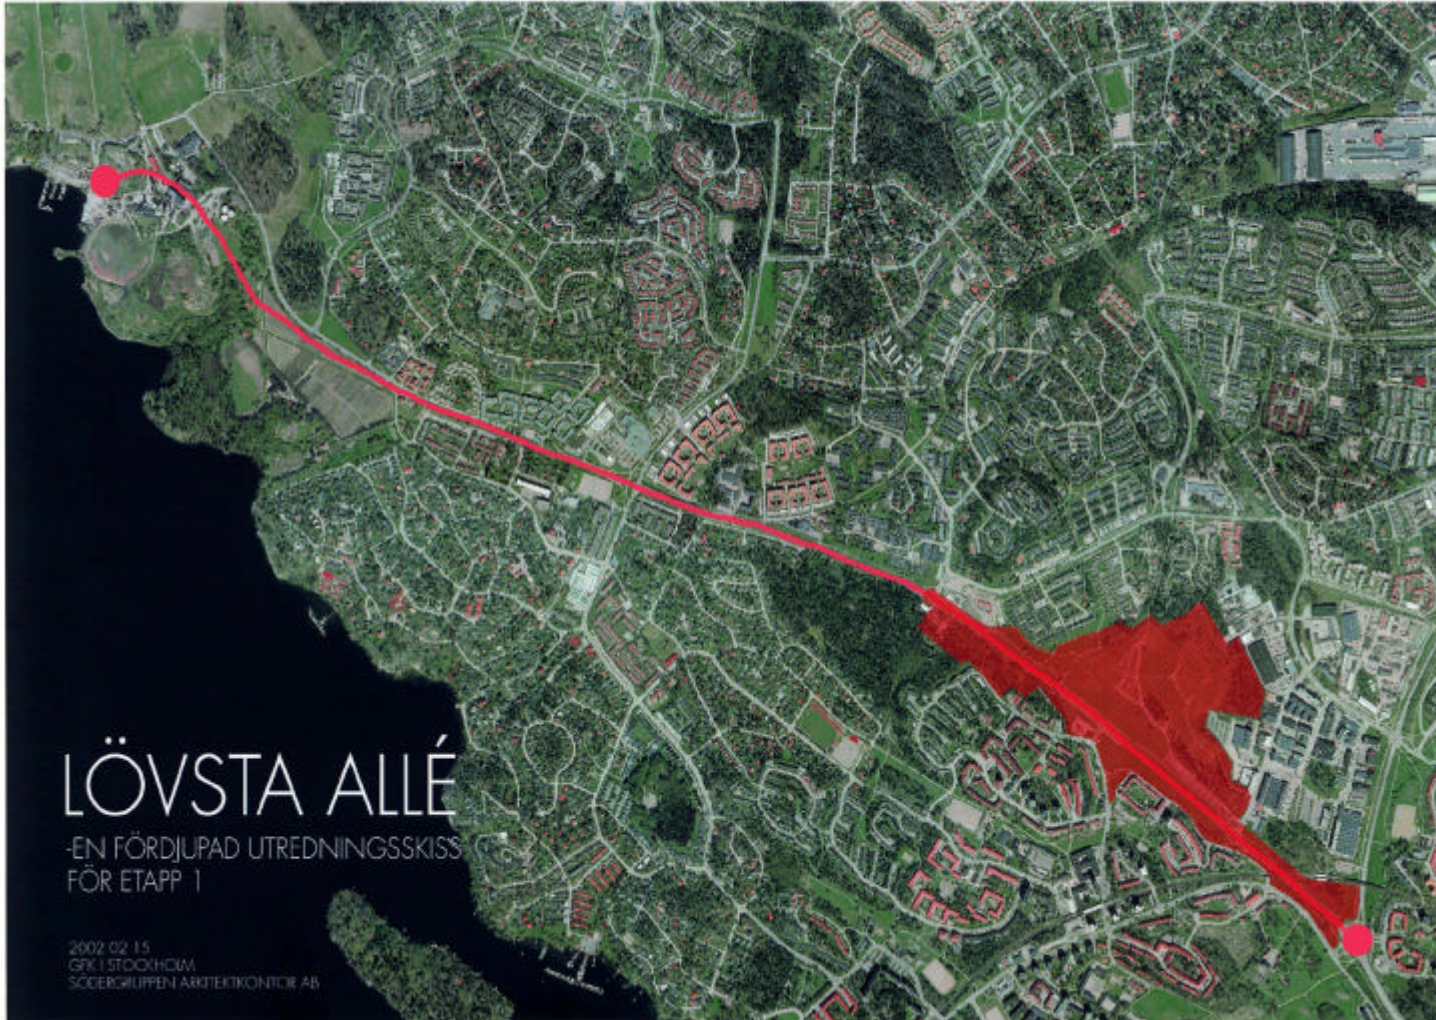 LÖVSTA ALLÉ
-EN FÖRDJUPAD UTREDNINGSSKISS
FÖR ETAPP 1
2002 02 15
GFK I STOCKHOLM
SÖDERGRUPPEN ARKITEKTKONTOR AB